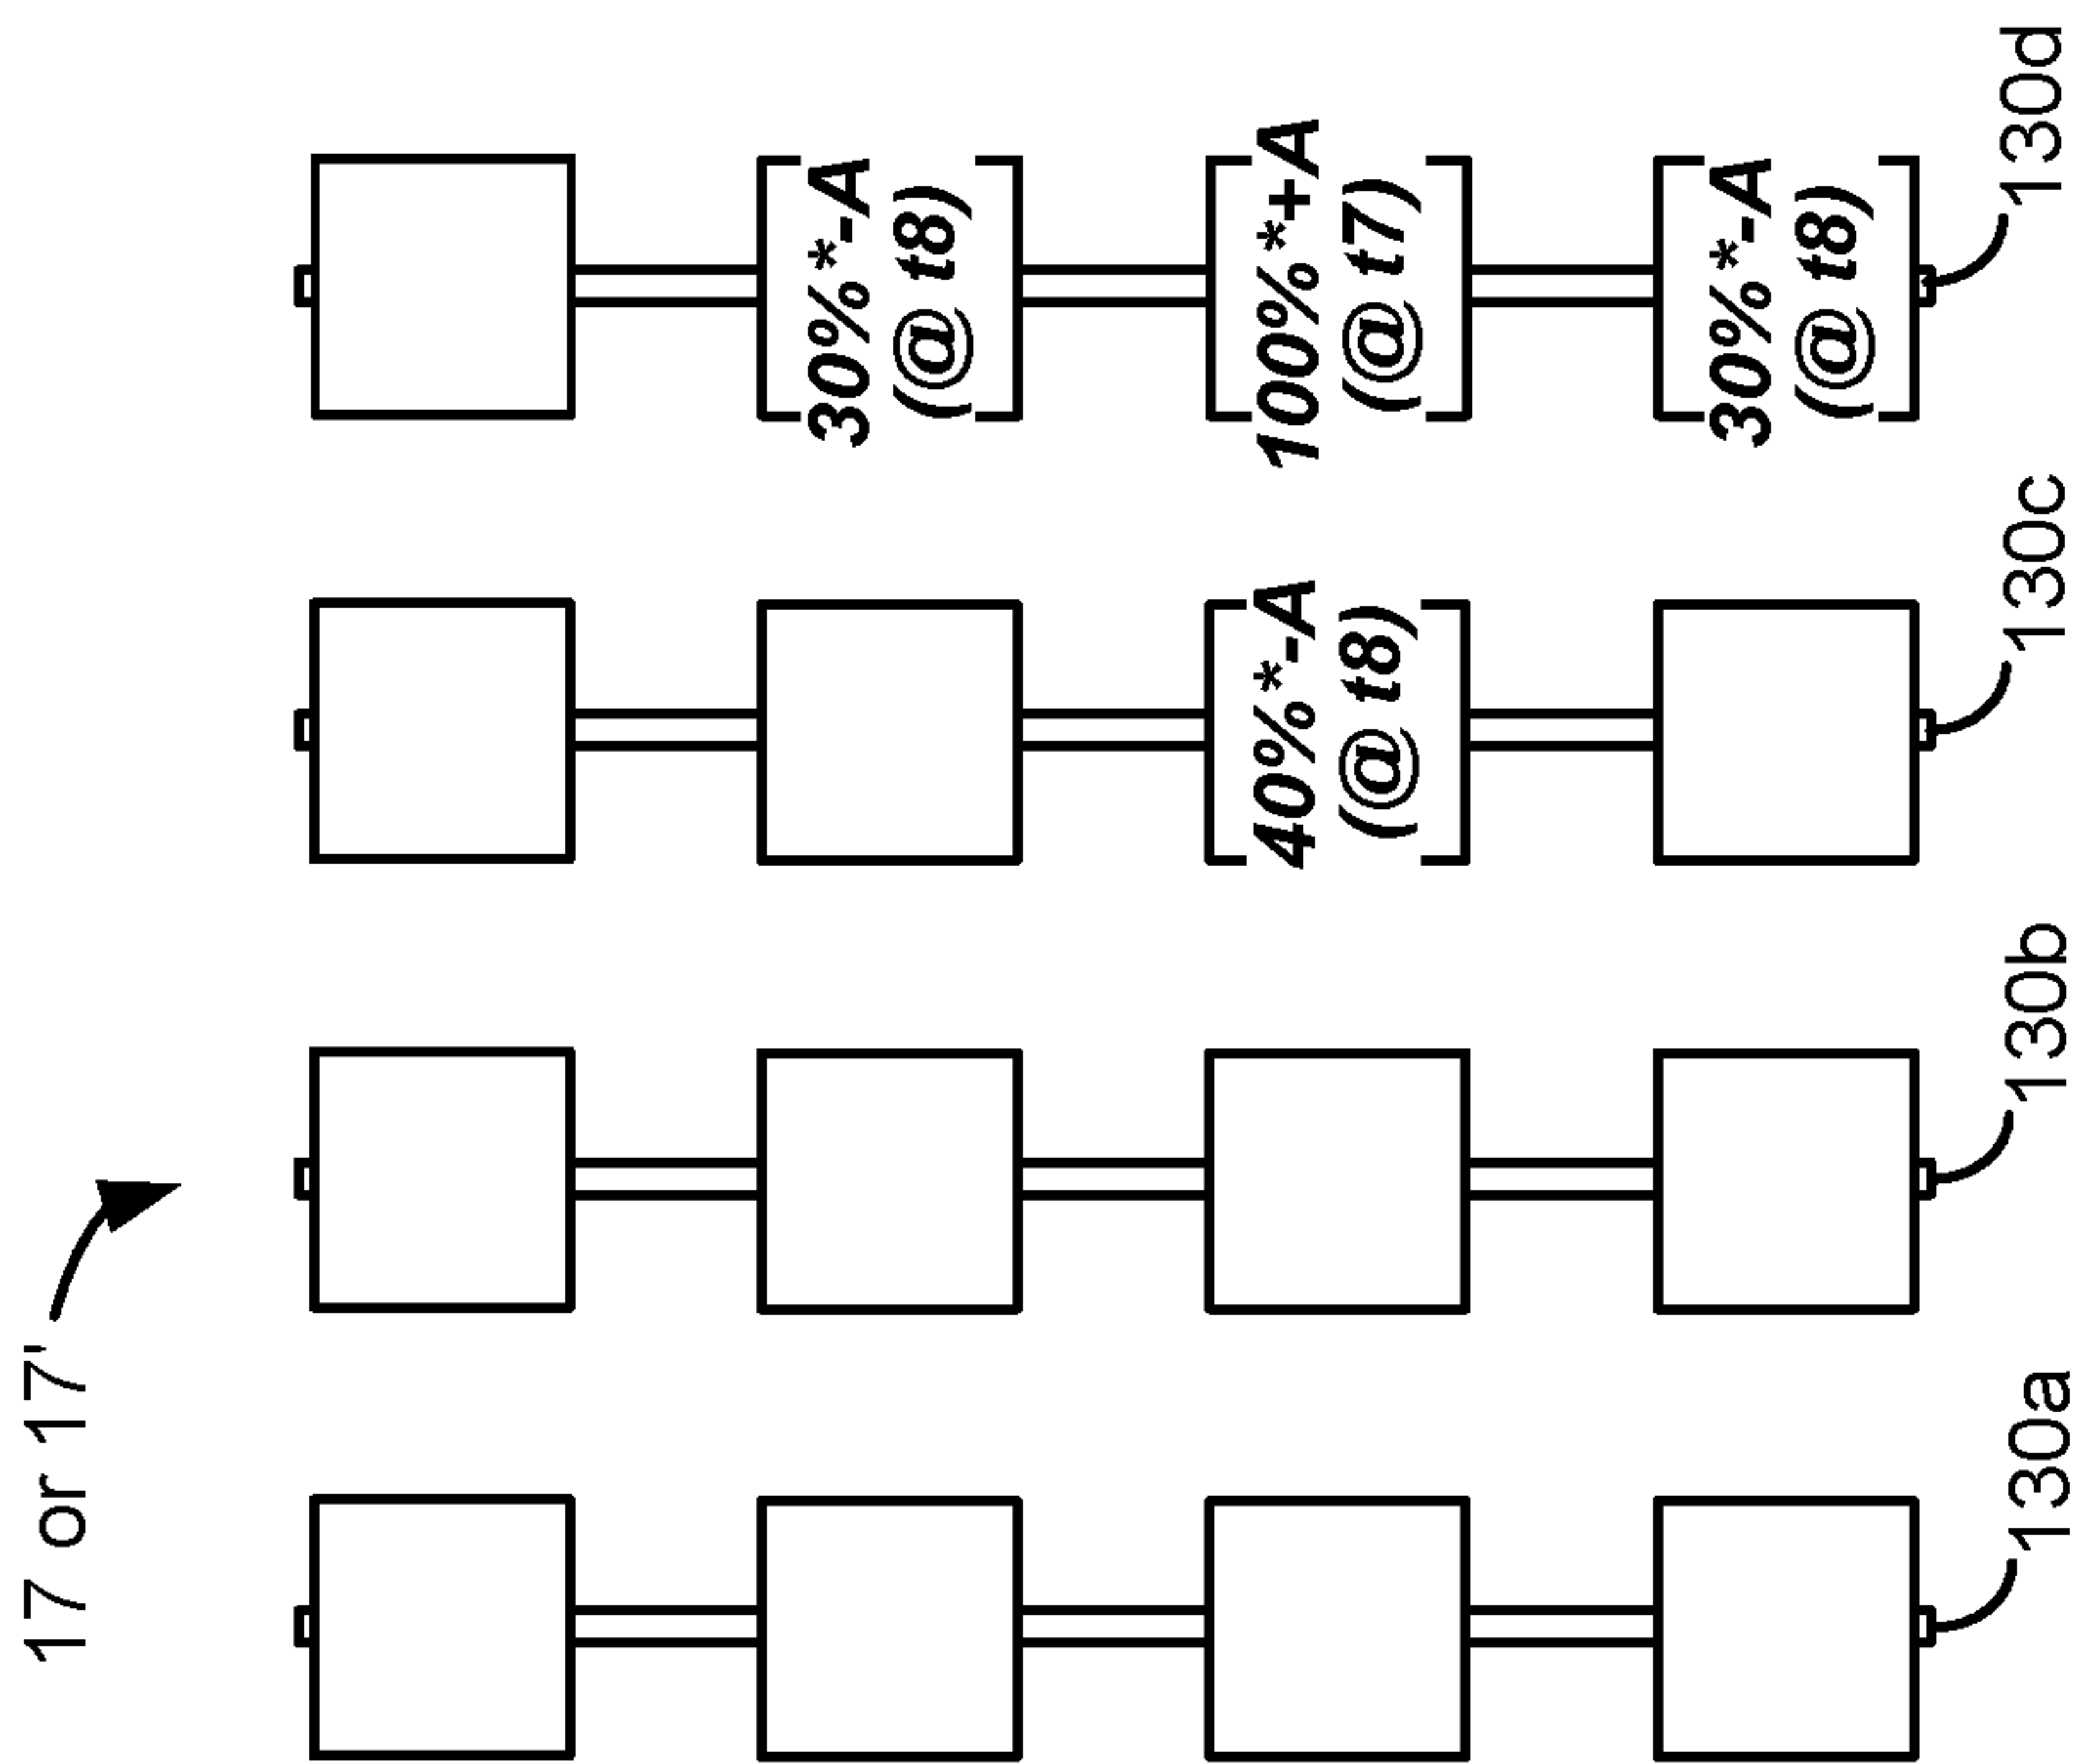 17 or 17'
30%*-A
(@ t8)
40%*-A
(@ t8)
100%*+A
(@ t7)
30%*-A
(@ t8)
130a
130b
130c
130d